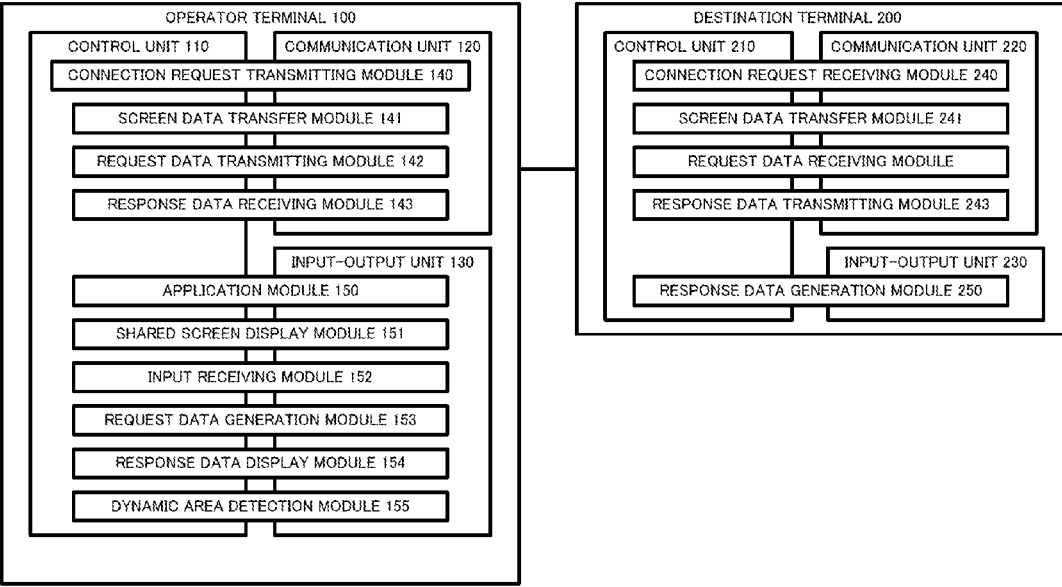 OPERATOR TERMINAL 100
CONTROL UNIT 110
COMMUNICATION UNIT 120
CONNECTION REQUEST TRANSMITTING MODULE 140
SCREEN DATA TRANSFER MODULE 141
REQUEST DATA TRANSMITTING MODULE 142
RESPONSE DATA RECEIVING MODULE 143
INPUT-OUTPUT UNIT 130
APPLICATION MODULE 150
SHARED SCREEN DISPLAY MODULE 151
INPUT RECEIVING MODULE 152
REQUEST DATA GENERATION MODULE 153
RESPONSE DATA DISPLAY MODULE 154
DYNAMIC AREA DETECTION MODULE 155
DESTINATION TERMINAL 200
CONTROL UNIT 210
COMMUNICATION UNIT 220
CONNECTION REQUEST RECEIVING MODULE 240
SCREEN DATA TRANSFER MODULE 241
REQUEST DATA RECEIVING MODULE
RESPONSE DATA TRANSMITTING MODULE 243
INPUT-OUTPUT UNIT 230
RESPONSE DATA GENERATION MODULE 250